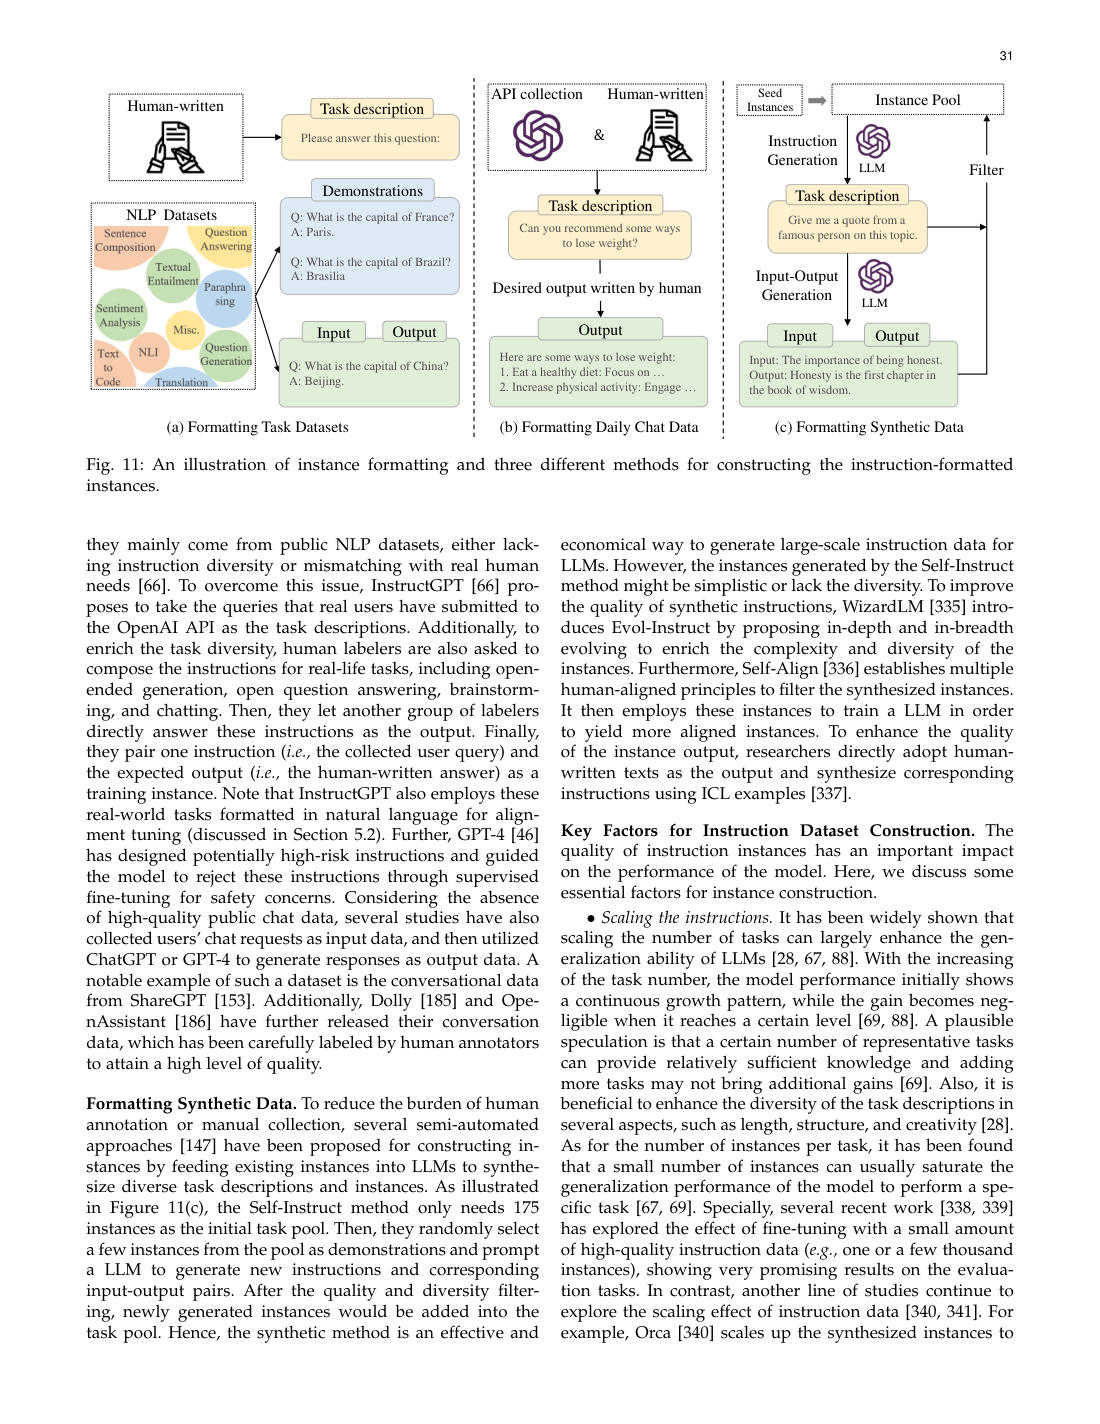 31
Human-written
Task description
Please answer this question:
Demonstrations
Q: What is the capital of France?
A: Paris.
Q: What is the capital of Brazil?
A: Brasilia
NLP Datasets
Sentence
Composition
Question
Answering
Textual
Entailment
Paraphra
sing
Sentiment
Analysis
Misc.
Text
to
Code
NLI
Question
Generation
Translation
Input
Output
Q: What is the capital of China?
A: Beijing.
(a) Formatting Task Datasets
API collection
Human-written
&
Task description
Can you recommend some ways
to lose weight?
Desired output written by human
Output
Here are some ways to lose weight:
1. Eat a healthy diet: Focus on …
2. Increase physical activity: Engage …
(b) Formatting Daily Chat Data
Seed
Instances
Instance Pool
Instruction
Generation
LLM
Filter
Task description
Give me a quote from a
famous person on this topic.
Input-Output
Generation
LLM
Input
Output
Input: The importance of being honest.
Output: Honesty is the first chapter in
the book of wisdom.
(c) Formatting Synthetic Data
Fig. 11: An illustration of instance formatting and three different methods for constructing the instruction-formatted
instances.
they mainly come from public NLP datasets, either lack-
ing instruction diversity or mismatching with real human
needs [66]. To overcome this issue, InstructGPT [66] pro-
poses to take the queries that real users have submitted to
the OpenAI API as the task descriptions. Additionally, to
enrich the task diversity, human labelers are also asked to
compose the instructions for real-life tasks, including open-
ended generation, open question answering, brainstorm-
ing, and chatting. Then, they let another group of labelers
directly answer these instructions as the output. Finally,
they pair one instruction (i.e., the collected user query) and
the expected output (i.e., the human-written answer) as a
training instance. Note that InstructGPT also employs these
real-world tasks formatted in natural language for align-
ment tuning (discussed in Section 5.2). Further, GPT-4 [46]
has designed potentially high-risk instructions and guided
the model to reject these instructions through supervised
fine-tuning for safety concerns. Considering the absence
of high-quality public chat data, several studies have also
collected users’ chat requests as input data, and then utilized
ChatGPT or GPT-4 to generate responses as output data. A
notable example of such a dataset is the conversational data
from ShareGPT [153]. Additionally, Dolly [185] and Ope-
nAssistant [186] have further released their conversation
data, which has been carefully labeled by human annotators
to attain a high level of quality.
Formatting Synthetic Data. To reduce the burden of human
annotation or manual collection, several semi-automated
approaches [147] have been proposed for constructing in-
stances by feeding existing instances into LLMs to synthe-
size diverse task descriptions and instances. As illustrated
in Figure 11(c), the Self-Instruct method only needs 175
instances as the initial task pool. Then, they randomly select
a few instances from the pool as demonstrations and prompt
a LLM to generate new instructions and corresponding
input-output pairs. After the quality and diversity filter-
ing, newly generated instances would be added into the
task pool. Hence, the synthetic method is an effective and
economical way to generate large-scale instruction data for
LLMs. However, the instances generated by the Self-Instruct
method might be simplistic or lack the diversity. To improve
the quality of synthetic instructions, WizardLM [335] intro-
duces Evol-Instruct by proposing in-depth and in-breadth
evolving to enrich the complexity and diversity of the
instances. Furthermore, Self-Align [336] establishes multiple
human-aligned principles to filter the synthesized instances.
It then employs these instances to train a LLM in order
to yield more aligned instances. To enhance the quality
of the instance output, researchers directly adopt human-
written texts as the output and synthesize corresponding
instructions using ICL examples [337].
Key Factors for Instruction Dataset Construction. The
quality of instruction instances has an important impact
on the performance of the model. Here, we discuss some
essential factors for instance construction.
• Scaling the instructions. It has been widely shown that
scaling the number of tasks can largely enhance the gen-
eralization ability of LLMs [28, 67, 88]. With the increasing
of the task number, the model performance initially shows
a continuous growth pattern, while the gain becomes neg-
ligible when it reaches a certain level [69, 88]. A plausible
speculation is that a certain number of representative tasks
can provide relatively sufficient knowledge and adding
more tasks may not bring additional gains [69]. Also, it is
beneficial to enhance the diversity of the task descriptions in
several aspects, such as length, structure, and creativity [28].
As for the number of instances per task, it has been found
that a small number of instances can usually saturate the
generalization performance of the model to perform a spe-
cific task [67, 69]. Specially, several recent work [338, 339]
has explored the effect of fine-tuning with a small amount
of high-quality instruction data (e.g., one or a few thousand
instances), showing very promising results on the evalua-
tion tasks. In contrast, another line of studies continue to
explore the scaling effect of instruction data [340, 341]. For
example, Orca [340] scales up the synthesized instances to